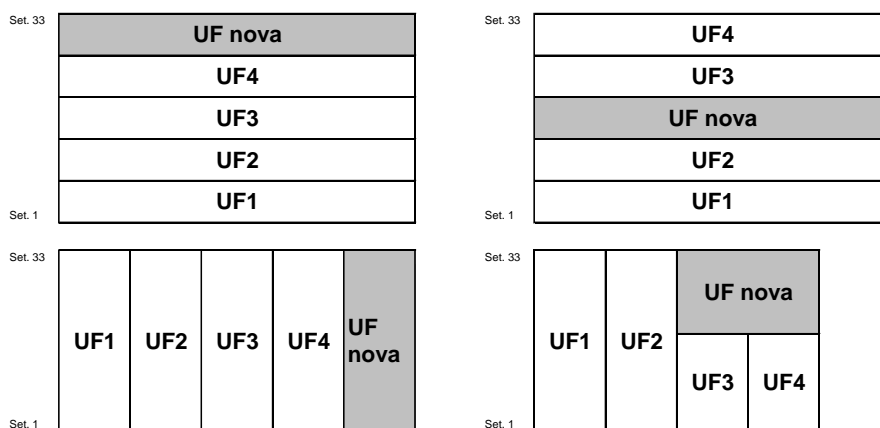 Set. 33
UF nova
UF4
UF3
UF2
UF1
Set. 1
Set. 33
UF4
UF3
UF nova
UF2
UF1
Set. 1
Set. 33
UF1 UF2 UF3 UF4 UF
nova
Set. 1
Set. 33
UF nova
UF1 UF2
UF3 UF4
Set. 1